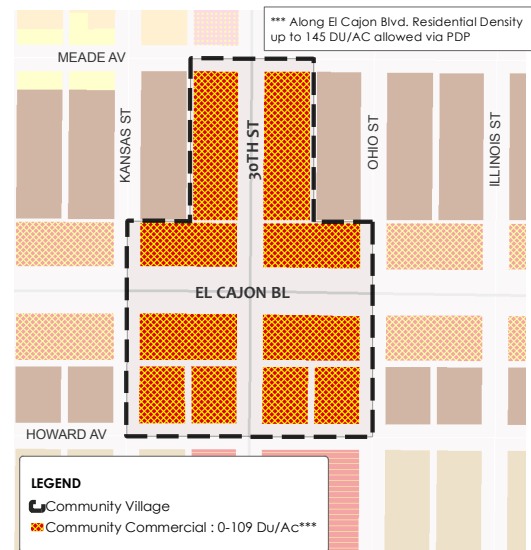 *** Along El Cajon Blvd. Residential Density
up to 145 DU/AC allowed via PDP
MEADE AV
KANSAS ST
30TH ST
OHIO ST
ILLINOIS ST
EL CAJON BL
HOWARD AV
LEGEND
Community Village
Community Commercial : 0-109 Du/Ac***